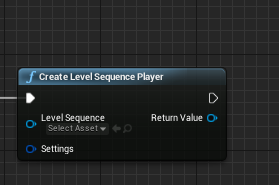 f Create Level Sequence Player
Level Sequence
Select Asset
Return Value
Settings